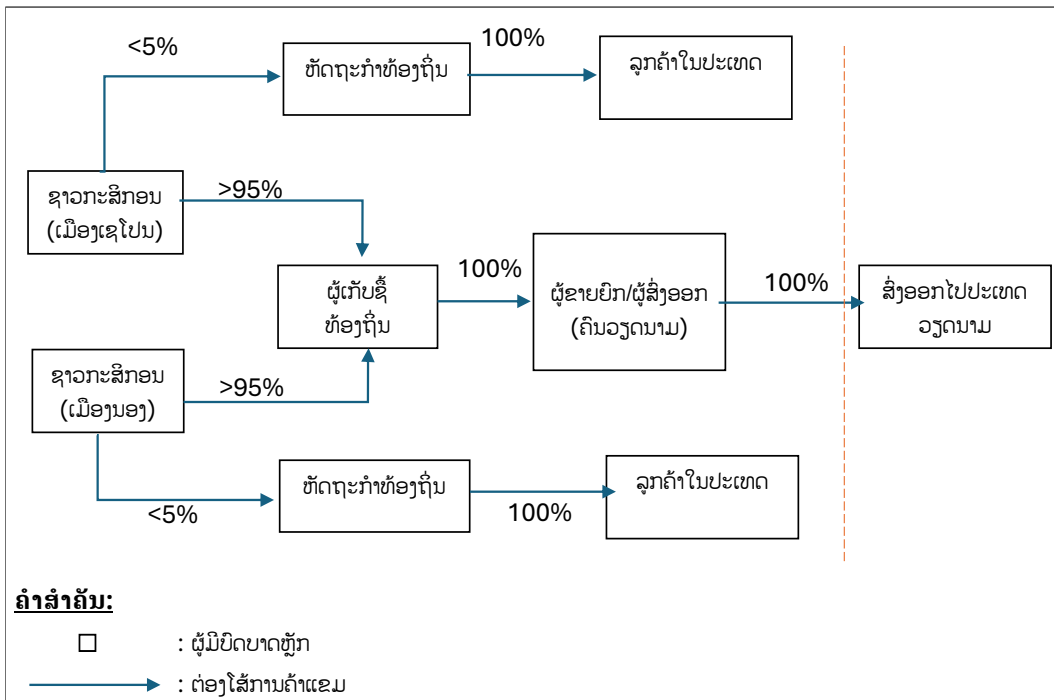 <5%
ຫັດຖະກຳທ້ອງຖິ່ນ
100%
ລູກຄ້າໃນປະເທດ
ຊາວກະສິກອນ
(ເມືອງເຊໂປນ)
>95%
ຜູ້ເກັບຊື້
ທ້ອງຖິ່ນ
100%
ຜູ້ຂາຍຍົກ/ຜູ້ສົ່ງອອກ
(ຄົນວຽດນາມ)
100%
ສົ່ງອອກໄປປະເທດ
ວຽດນາມ
ຊາວກະສິກອນ
(ເມືອງນອງ)
>95%
<5%
ຫັດຖະກຳທ້ອງຖິ່ນ
100%
ລູກຄ້າໃນປະເທດ
ຄຳສຳຄັນ:
: ຜູ້ມີບົດບາດຫຼັກ
: ຕ່ອງໂສ້ການຄ້າແຂມ